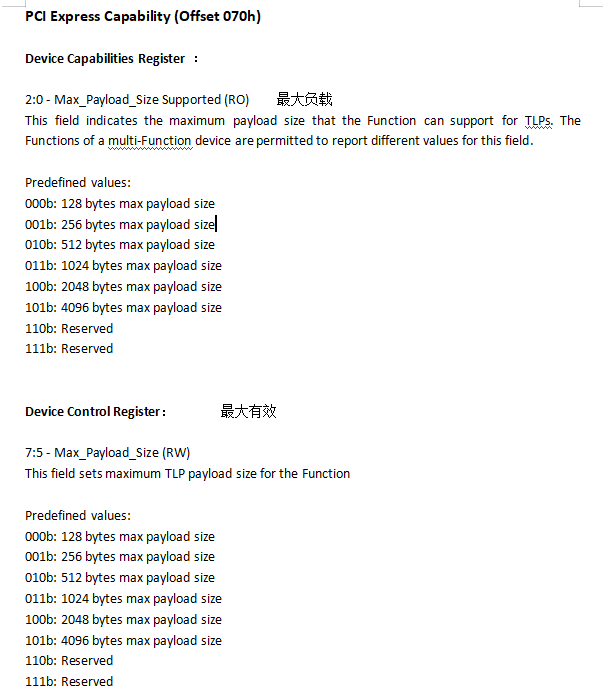 PCI Express Capability (Offset 070h)
Device Capabilities Register ：
2:0 - Max_Payload_Size Supported (RO) 最大负载
This field indicates the maximum payload size that the Function can support for TLPs. The
Functions of a multi-Function device are permitted to report different values for this field.
Predefined values:
000b: 128 bytes max payload size
001b: 256 bytes max payload size
010b: 512 bytes max payload size
011b: 1024 bytes max payload size
100b: 2048 bytes max payload size
101b: 4096 bytes max payload size
110b: Reserved
111b: Reserved
Device Control Register： 最大有效
7:5 - Max_Payload_Size (RW)
This field sets maximum TLP payload size for the Function
Predefined values:
000b: 128 bytes max payload size
001b: 256 bytes max payload size
010b: 512 bytes max payload size
011b: 1024 bytes max payload size
100b: 2048 bytes max payload size
101b: 4096 bytes max payload size
110b: Reserved
111b: Reserved